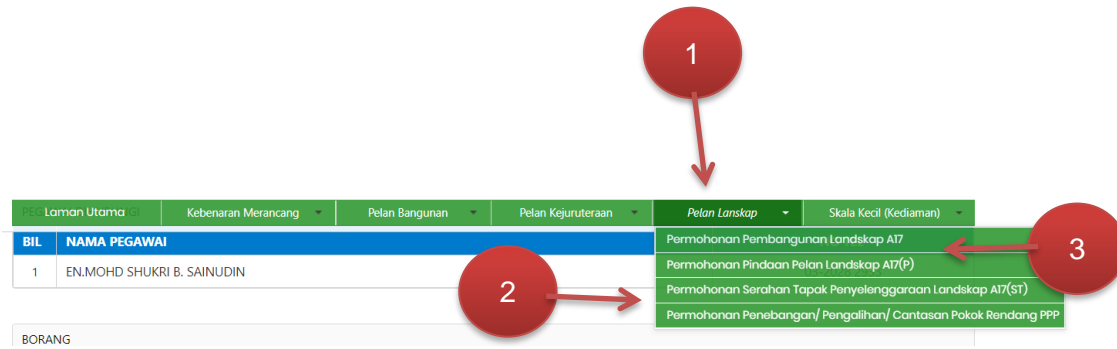 1
Laman Utama Kebenaran Merancang Pelan Bangunan Pelan Kejuruteraan Pelan Lanskap Skala Kecil (Kediaman)
BIL NAMA PEGAWAI
Permohonan Pembangunan Landskap A17
3
1 EN.MOHD SHUKRI B. SAINUDIN
Permohonan Pindaan Pelan Landskap A17(P)
2
Permohonan Serahan Tapak Penyelenggaraan Landskap A17(ST)
Permohonan Penebangan/ Pengalihan/ Cantasan Pokok Rendang PPP
BORANG